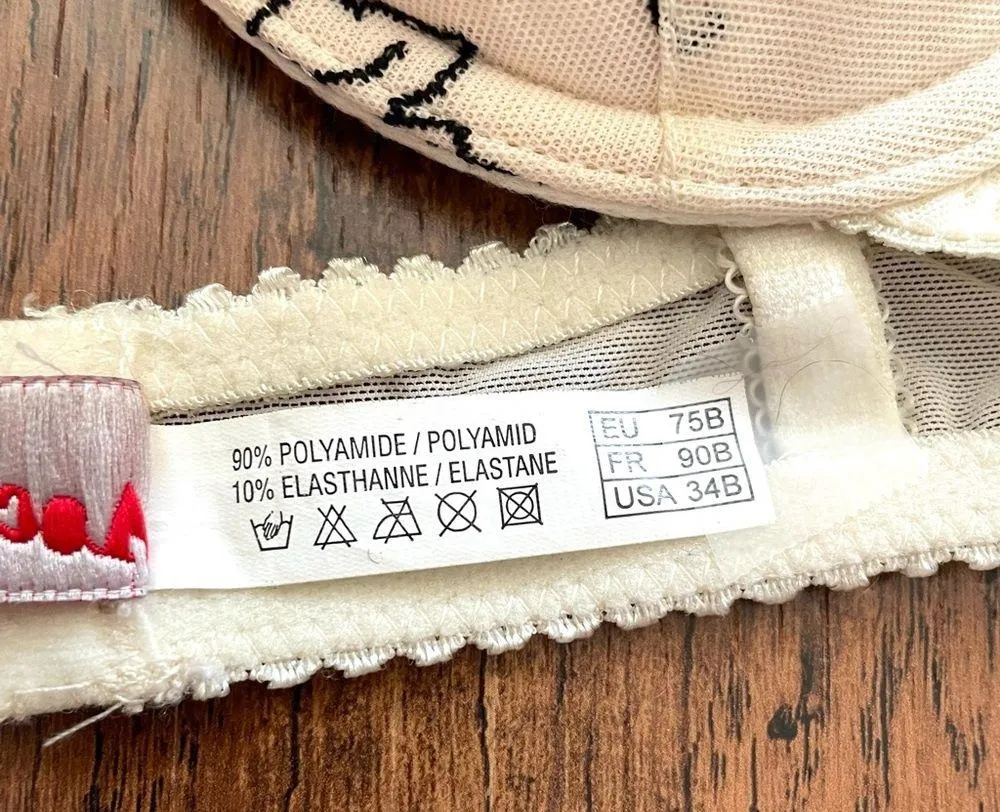 90% POLYAMIDE / POLYAMID
10% ELASTHANNE / ELASTANE
EU 75B
FR 90B
USA 34B